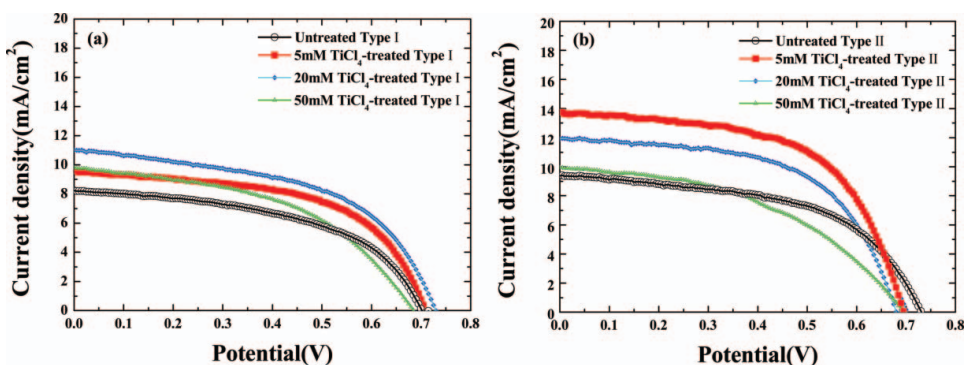 (a)
Untreated Type I
5mM TiCl4-treated Type I
20mM TiCl4-treated Type I
50mM TiCl4-treated Type I
Current density(mA/cm2)
20
18
16
14
12
10
8
6
4
2
0
0.0 0.1 0.2 0.3 0.4 0.5 0.6 0.7 0.8
Potential(V)
(b)
Untreated Type II
5mM TiCl4-treated Type II
20mM TiCl4-treated Type II
50mM TiCl4-treated Type II
Current density(mA/cm2)
20
18
16
14
12
10
8
6
4
2
0
0.0 0.1 0.2 0.3 0.4 0.5 0.6 0.7 0.8
Potential(V)